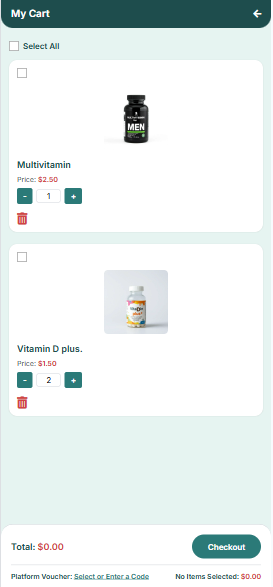 My Cart
Select All
MEN
Multivitamin
Price: $2.50
- 1 +
Vitamin D plus.
Price: $1.50
- 2 +
Total: $0.00
Checkout
Platform Voucher: Select or Enter a Code
No Items Selected: $0.00